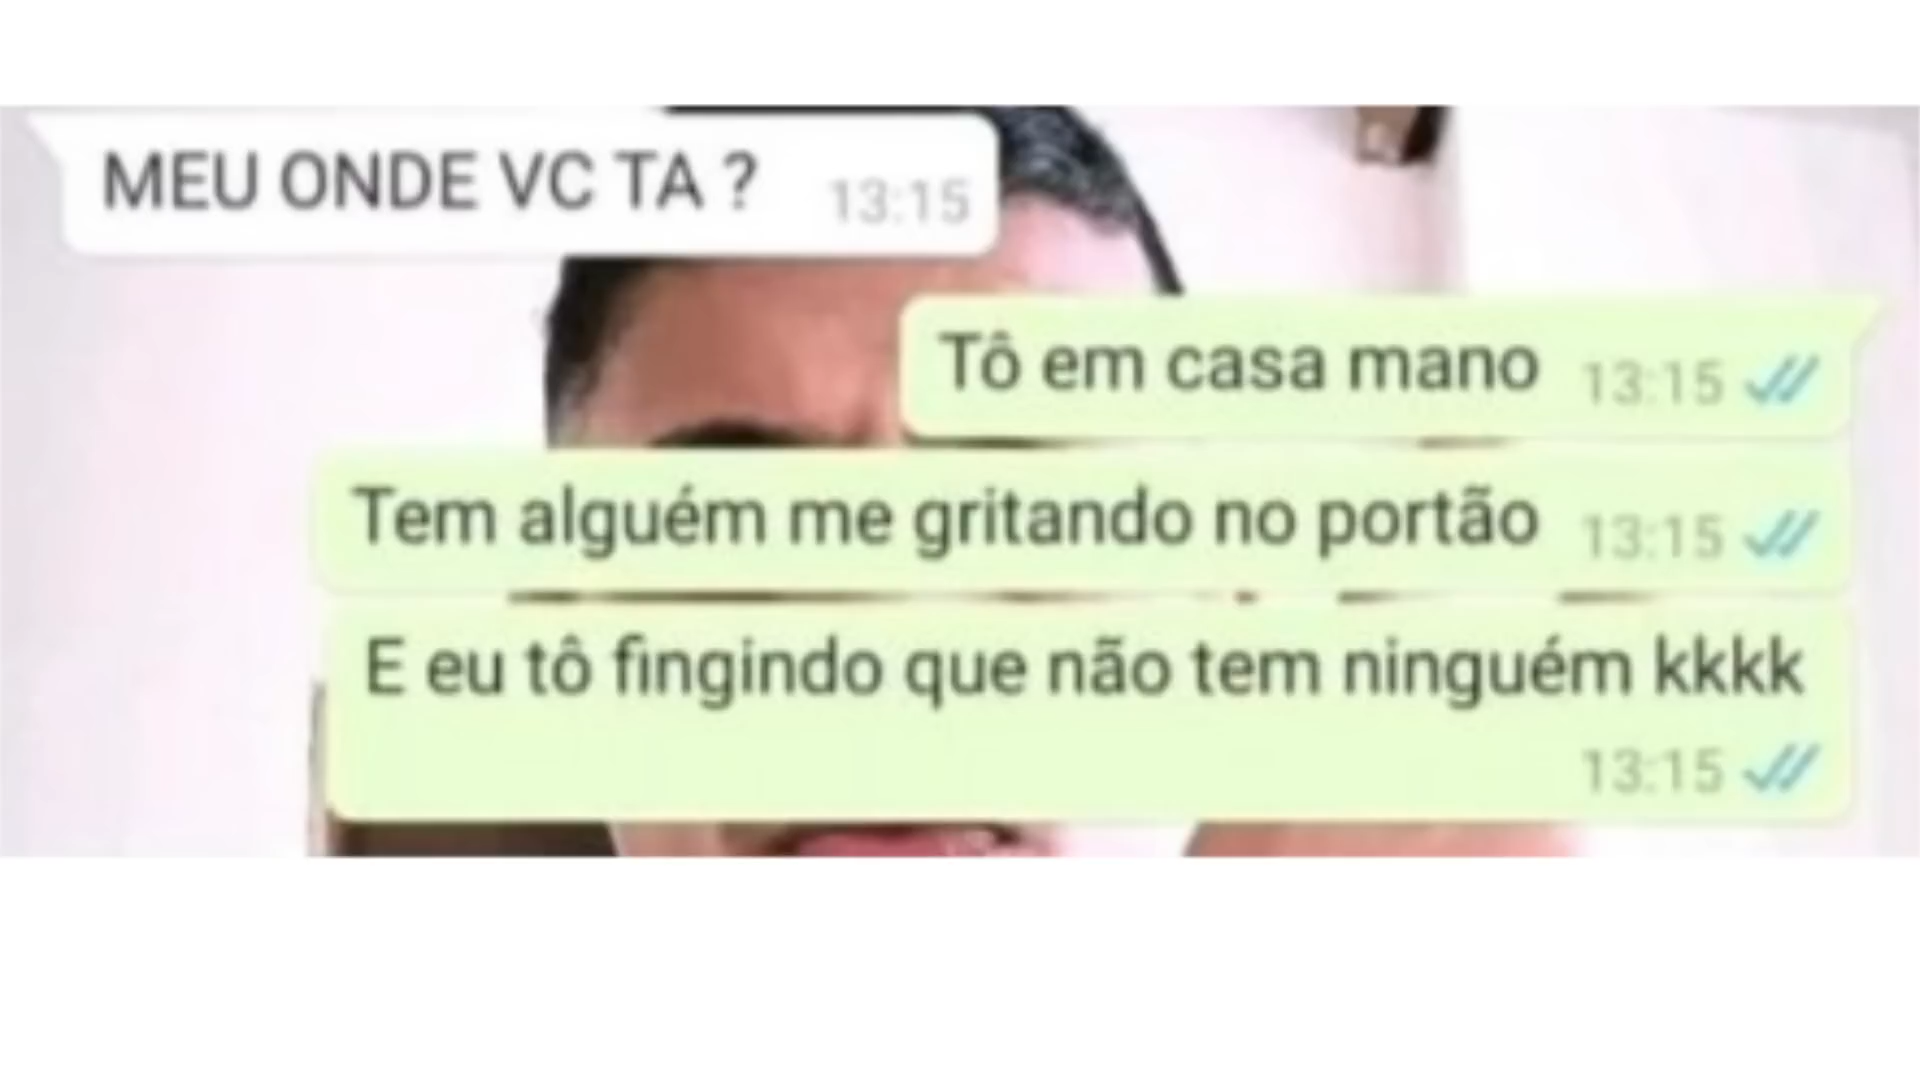 MEU ONDE VC TA ? 13:15
Tô em casa mano 13:15
Tem alguém me gritando no portão 13:15
E eu tô fingindo que não tem ninguém kkkk
13:15